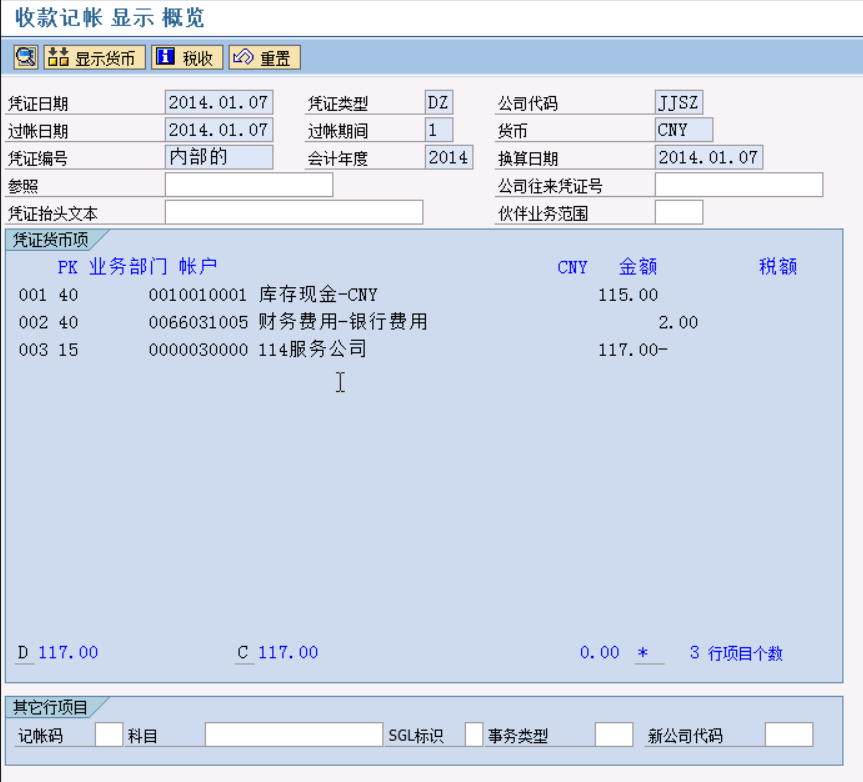 收款记帐 显示 概览
显示货币 税收 重置
凭证日期 2014.01.07 凭证类型 DZ 公司代码 JJSZ
过帐日期 2014.01.07 过帐期间 1 货币 CNY
凭证编号 内部的 会计年度 2014 换算日期 2014.01.07
参照 公司往来凭证号
凭证抬头文本 伙伴业务范围
凭证货币项
PK 业务部门 帐户 CNY 金额 税额
001 40 0010010001 库存现金-CNY 115.00
002 40 0066031005 财务费用-银行费用 2.00
003 15 0000030000 114服务公司 117.00-
D 117.00 C 117.00 0.00 * 3 行项目个数
其它行项目
记帐码 科目 SGL标识 事务类型 新公司代码